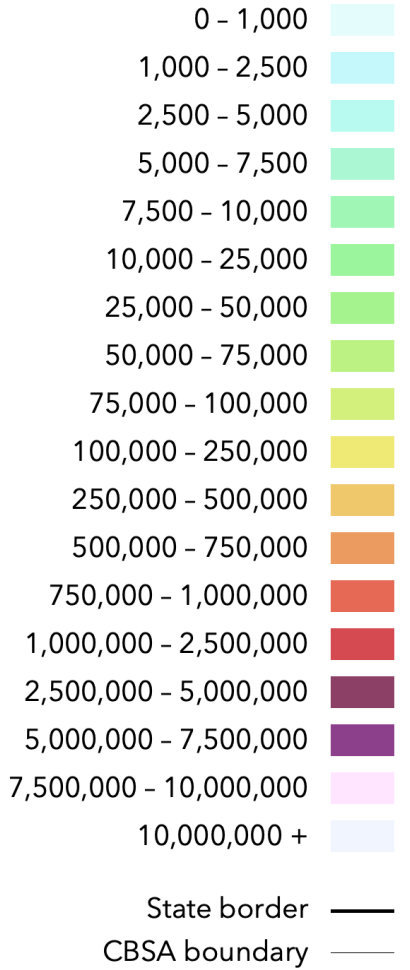 0 – 1,000
1,000 – 2,500
2,500 – 5,000
5,000 – 7,500
7,500 – 10,000
10,000 – 25,000
25,000 – 50,000
50,000 – 75,000
75,000 – 100,000
100,000 – 250,000
250,000 – 500,000
500,000 – 750,000
750,000 – 1,000,000
1,000,000 – 2,500,000
2,500,000 – 5,000,000
5,000,000 – 7,500,000
7,500,000 – 10,000,000
10,000,000 +
State border
CBSA boundary